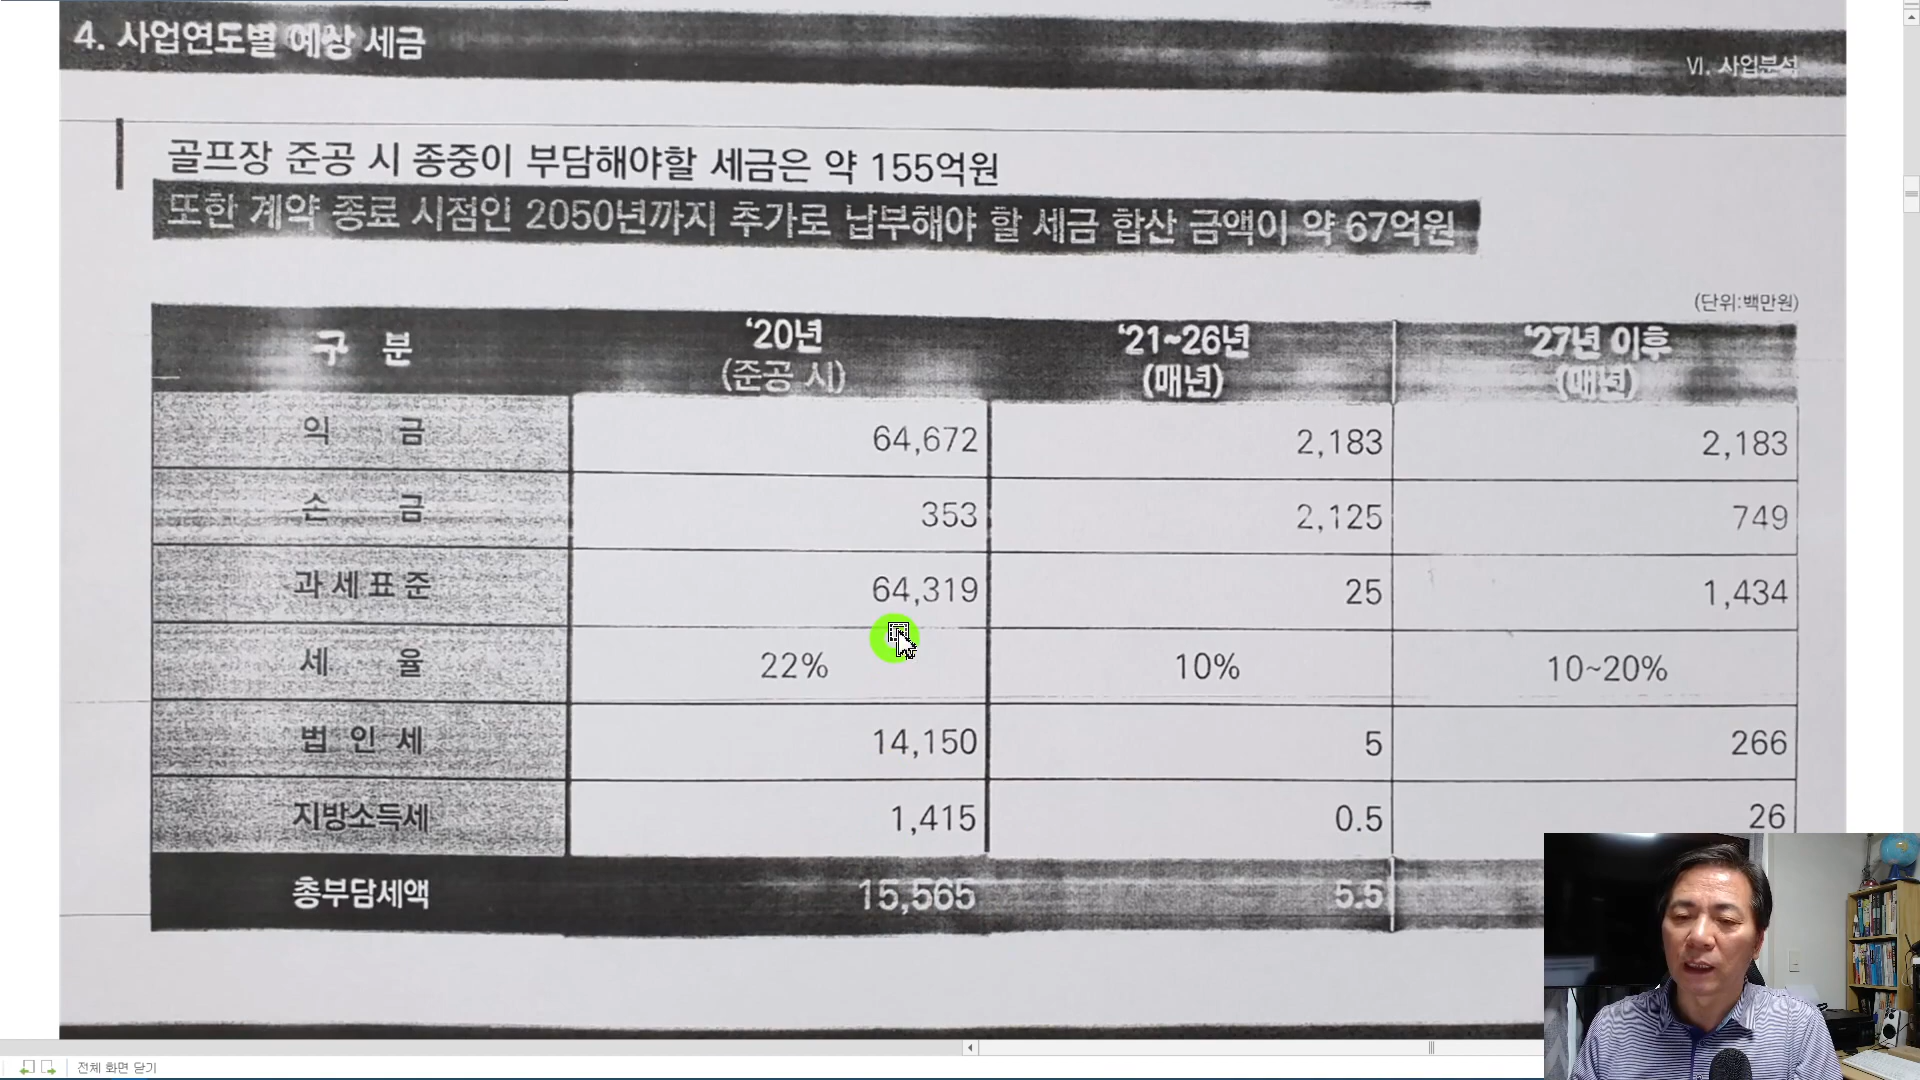 4. 사업연도별 예상 세금
Ⅵ. 사업분석
골프장 준공 시 종중이 부담해야할 세금은 약 155억원
또한 계약 종료 시점인 2050년까지 추가로 납부해야 할 세금 합산 금액이 약 67억원
(단위:백만원)
구 분 '20년 (준공 시) '21~26년 (매년) '27년 이후 (매년)
익 금 64,672 2,183 2,183
손 금 353 2,125 749
과세표준 64,319 25 1,434
세 율 22% 10% 10~20%
법 인 세 14,150 5 266
지방소득세 1,415 0.5 26
총부담세액 15,565 5.5
전체 화면 닫기